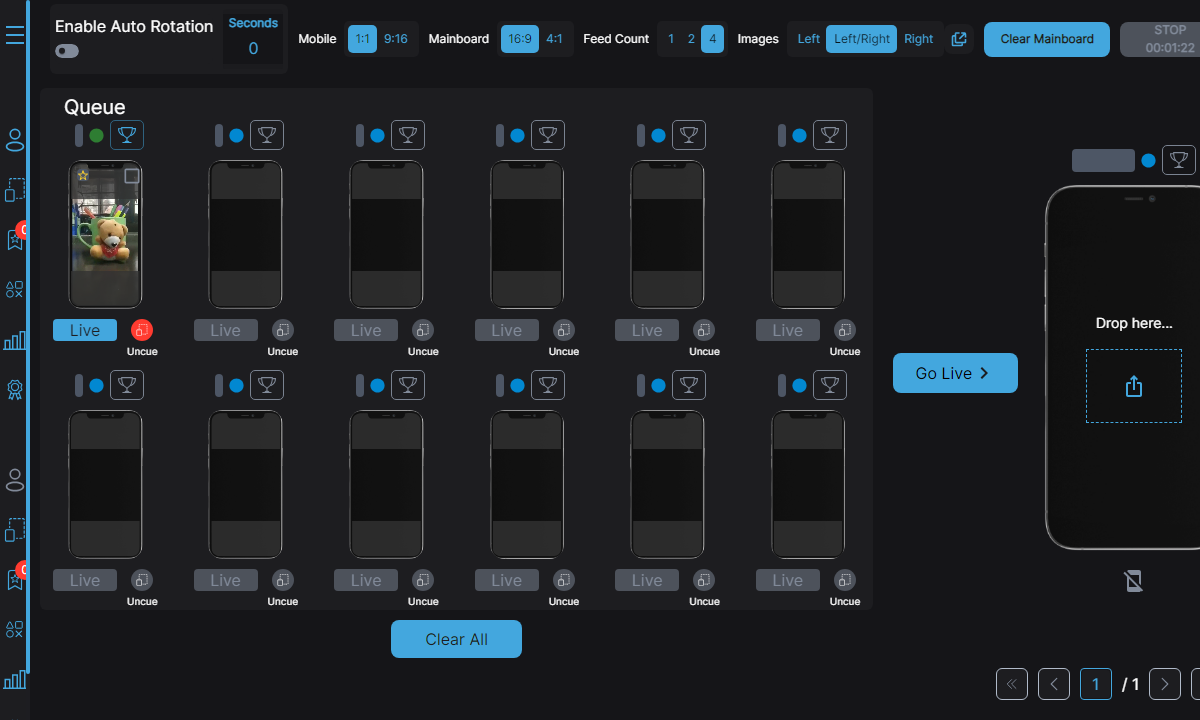 Enable Auto Rotation
Seconds
0
Mobile 1:1 9:16 Mainboard 16:9 4:1 Feed Count 1 2 4 Images Left Left/Right Right Clear Mainboard STOP
00:01:22
Queue
Live Live Live Live Live Live
Uncue Uncue Uncue Uncue Uncue Uncue
Drop here...
Go Live
Live Live Live Live Live Live
Uncue Uncue Uncue Uncue Uncue Uncue
Clear All
1 / 1